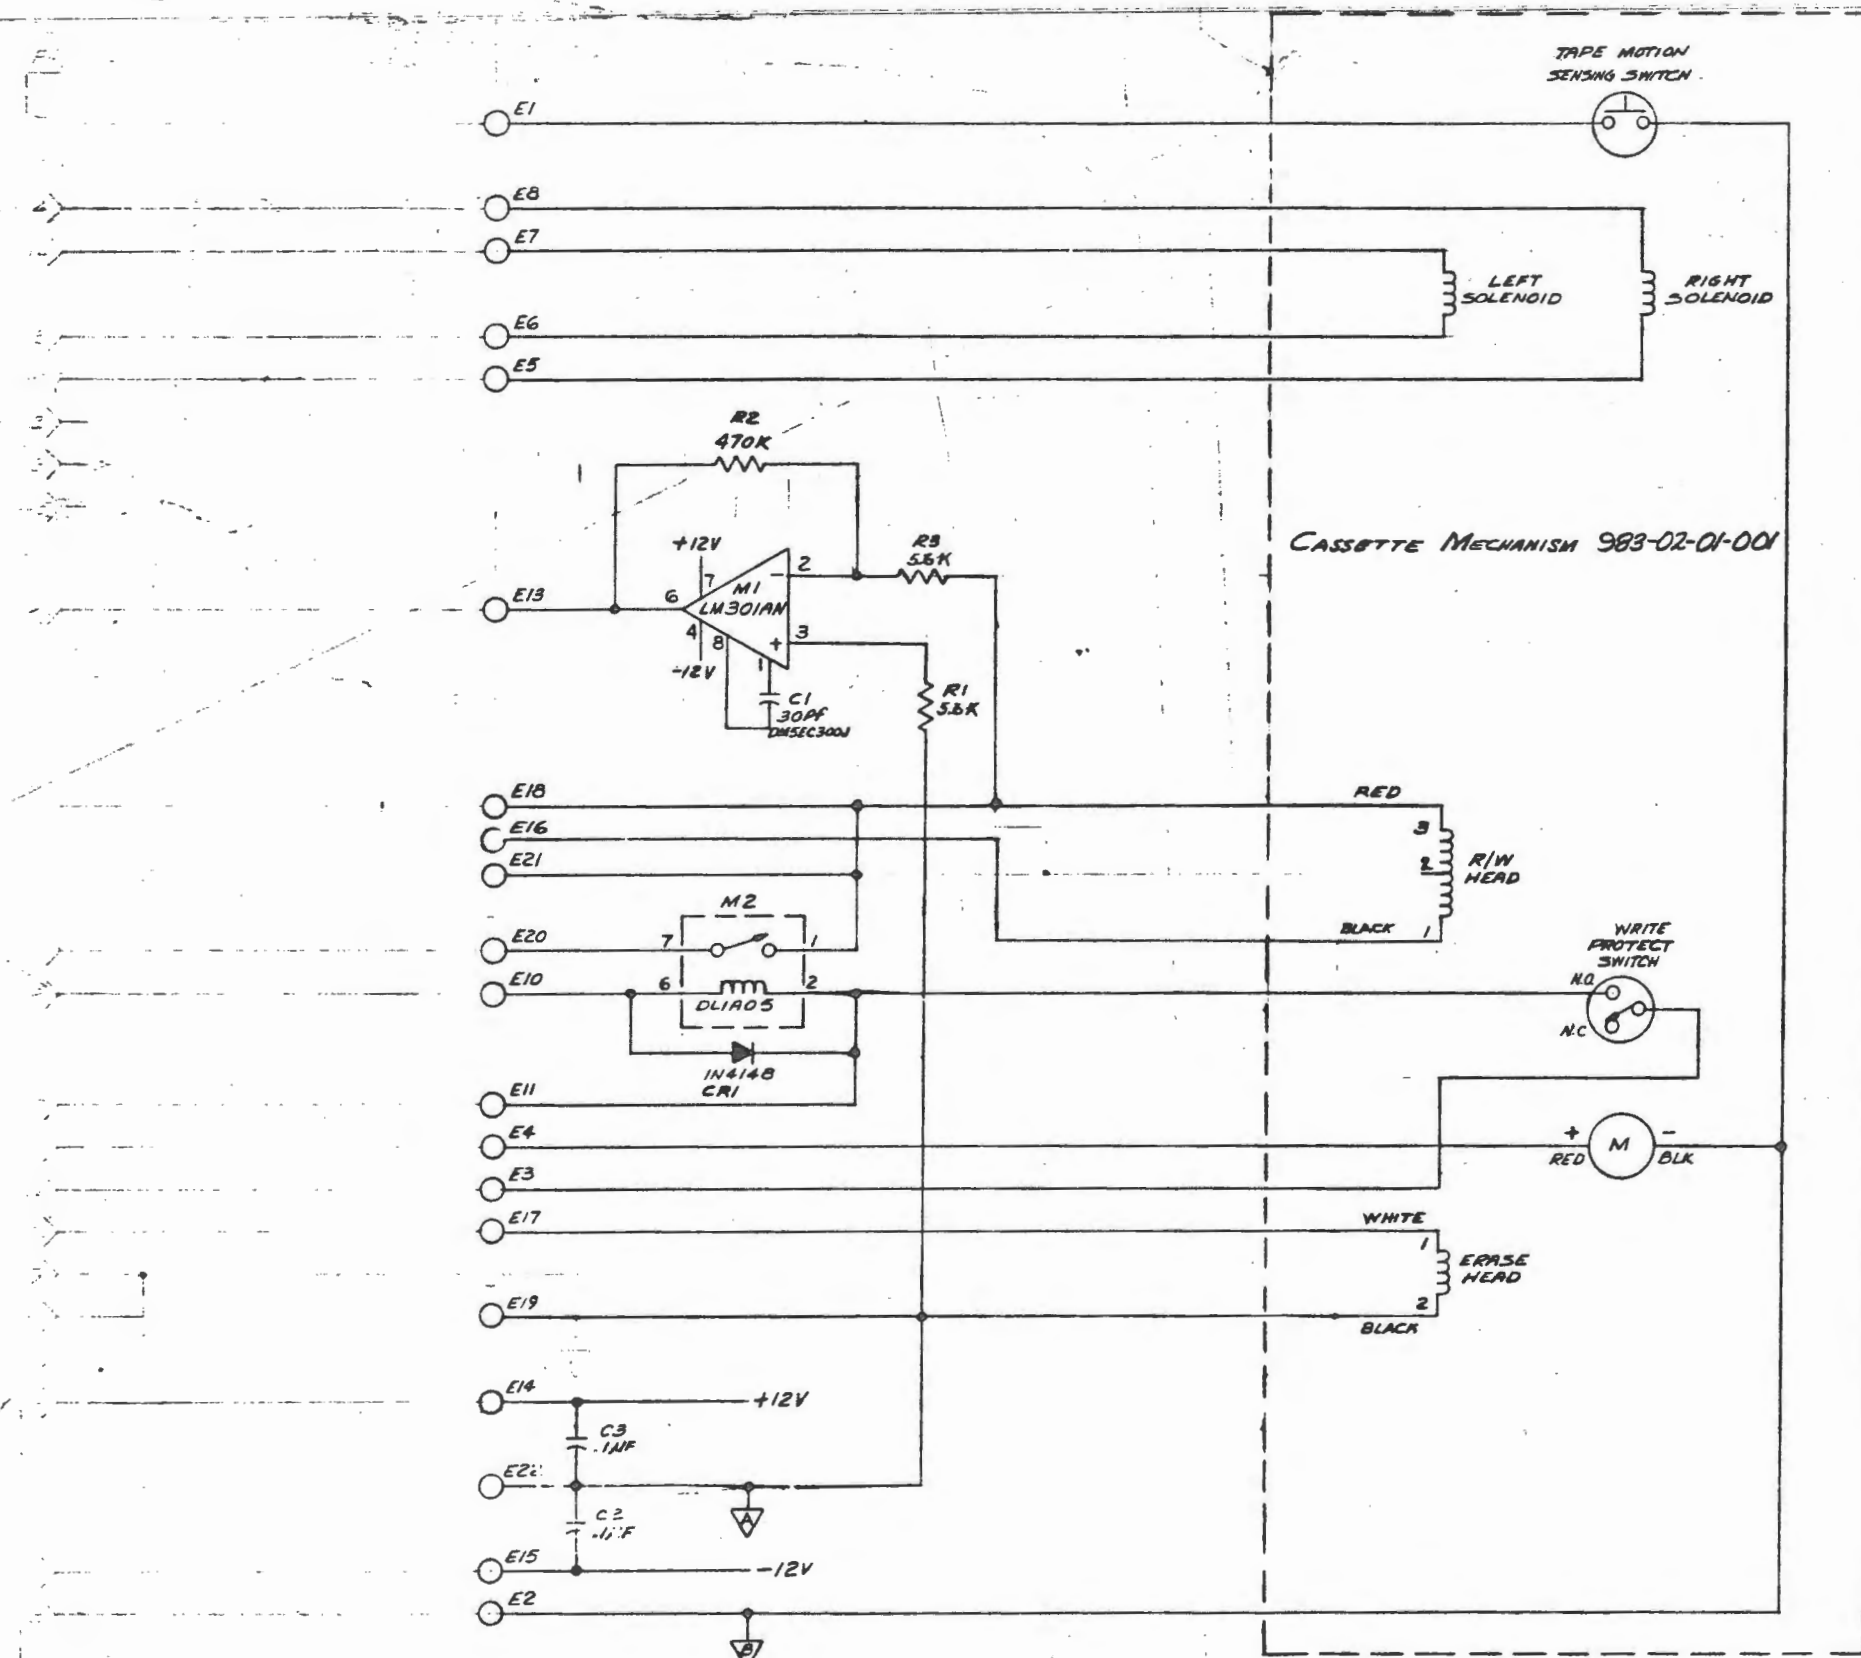 TAPE MOTION
SENSING SWITCH
E1
E8
E7
LEFT
SOLENOID
RIGHT
SOLENOID
E6
E5
R2
470K
CASSETTE MECHANISM 983-02-01-001
+12V
7
M1
LM301AN
2
-
R3
5.6K
E13
6
4
8
1
3
+
-12V
C1
30Pf
DM5EC300J
R1
5.6K
E18
RED
3
E16
E21
2
R/W
HEAD
M2
E20
7
1
BLACK
1
WRITE
PROTECT
SWITCH
E10
6
2
DL1A05
N.O.
N.C
1N4148
CR1
E11
E4
+
M
-
RED
BLK
E3
E17
WHITE
1
ERASE
HEAD
2
E19
BLACK
E14
+12V
C3
.1MF
C2
E15
-12V
E2
A
B